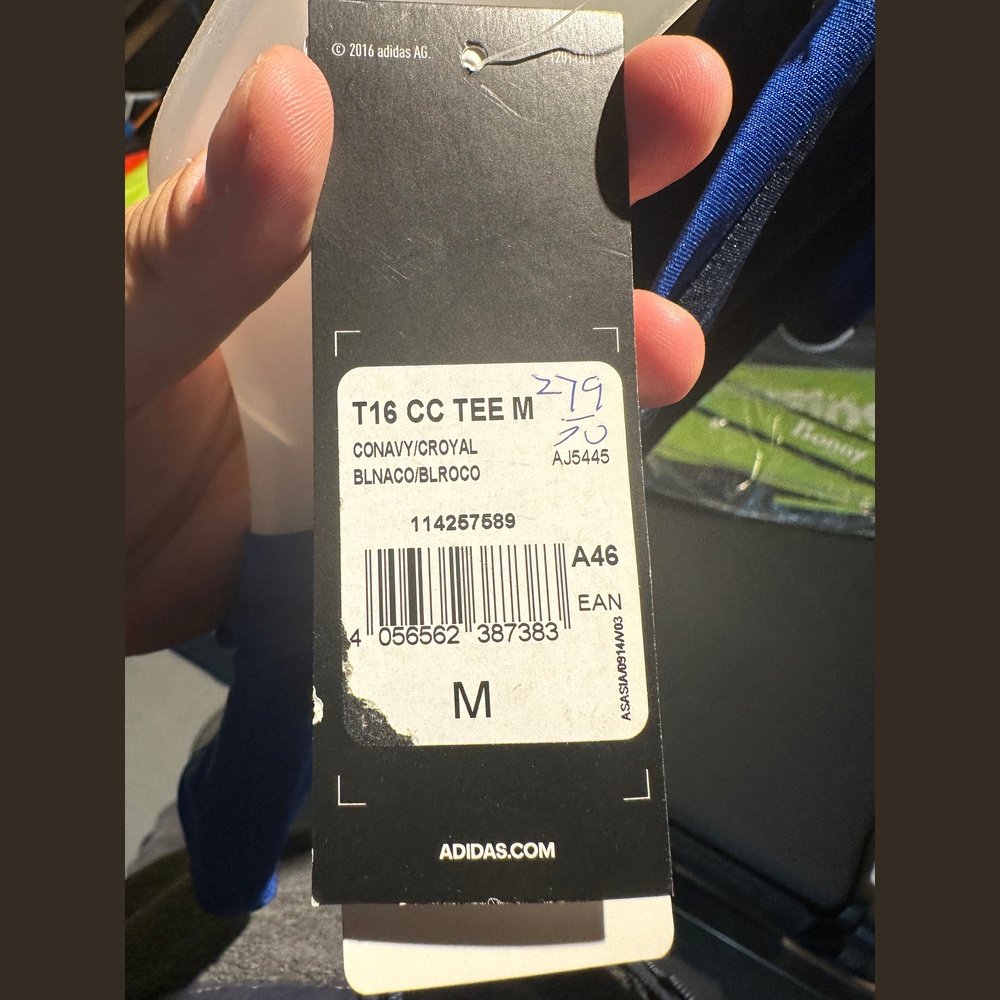 © 2016 adidas AG.
T16 CC TEE M
279
CONAVY/CROYAL
BLNACO/BLROCO
AJ5445
114257589
A46
EAN
4 056562 387383
ASASIA/0914/V03
M
ADIDAS.COM
Bonny